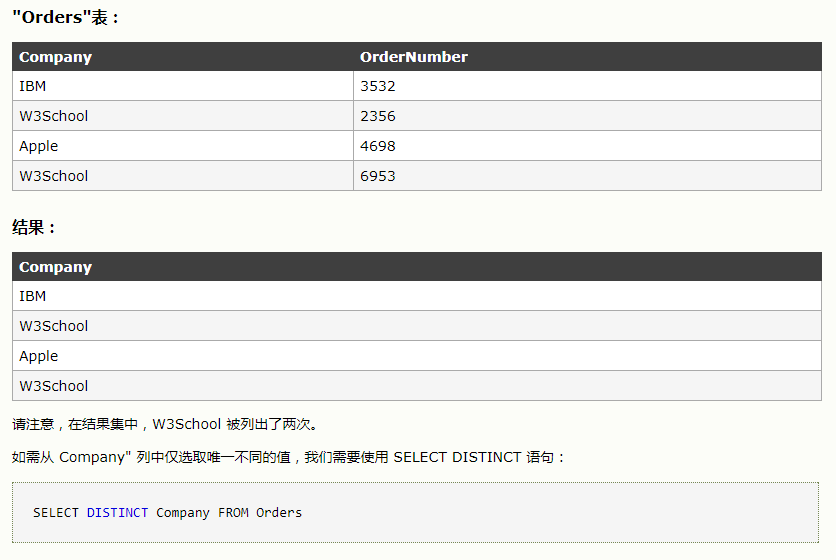 "Orders"表：
Company OrderNumber
IBM 3532
W3School 2356
Apple 4698
W3School 6953
结果：
Company
IBM
W3School
Apple
W3School
请注意，在结果集中，W3School 被列出了两次。
如需从 Company" 列中仅选取唯一不同的值，我们需要使用 SELECT DISTINCT 语句：
SELECT DISTINCT Company FROM Orders